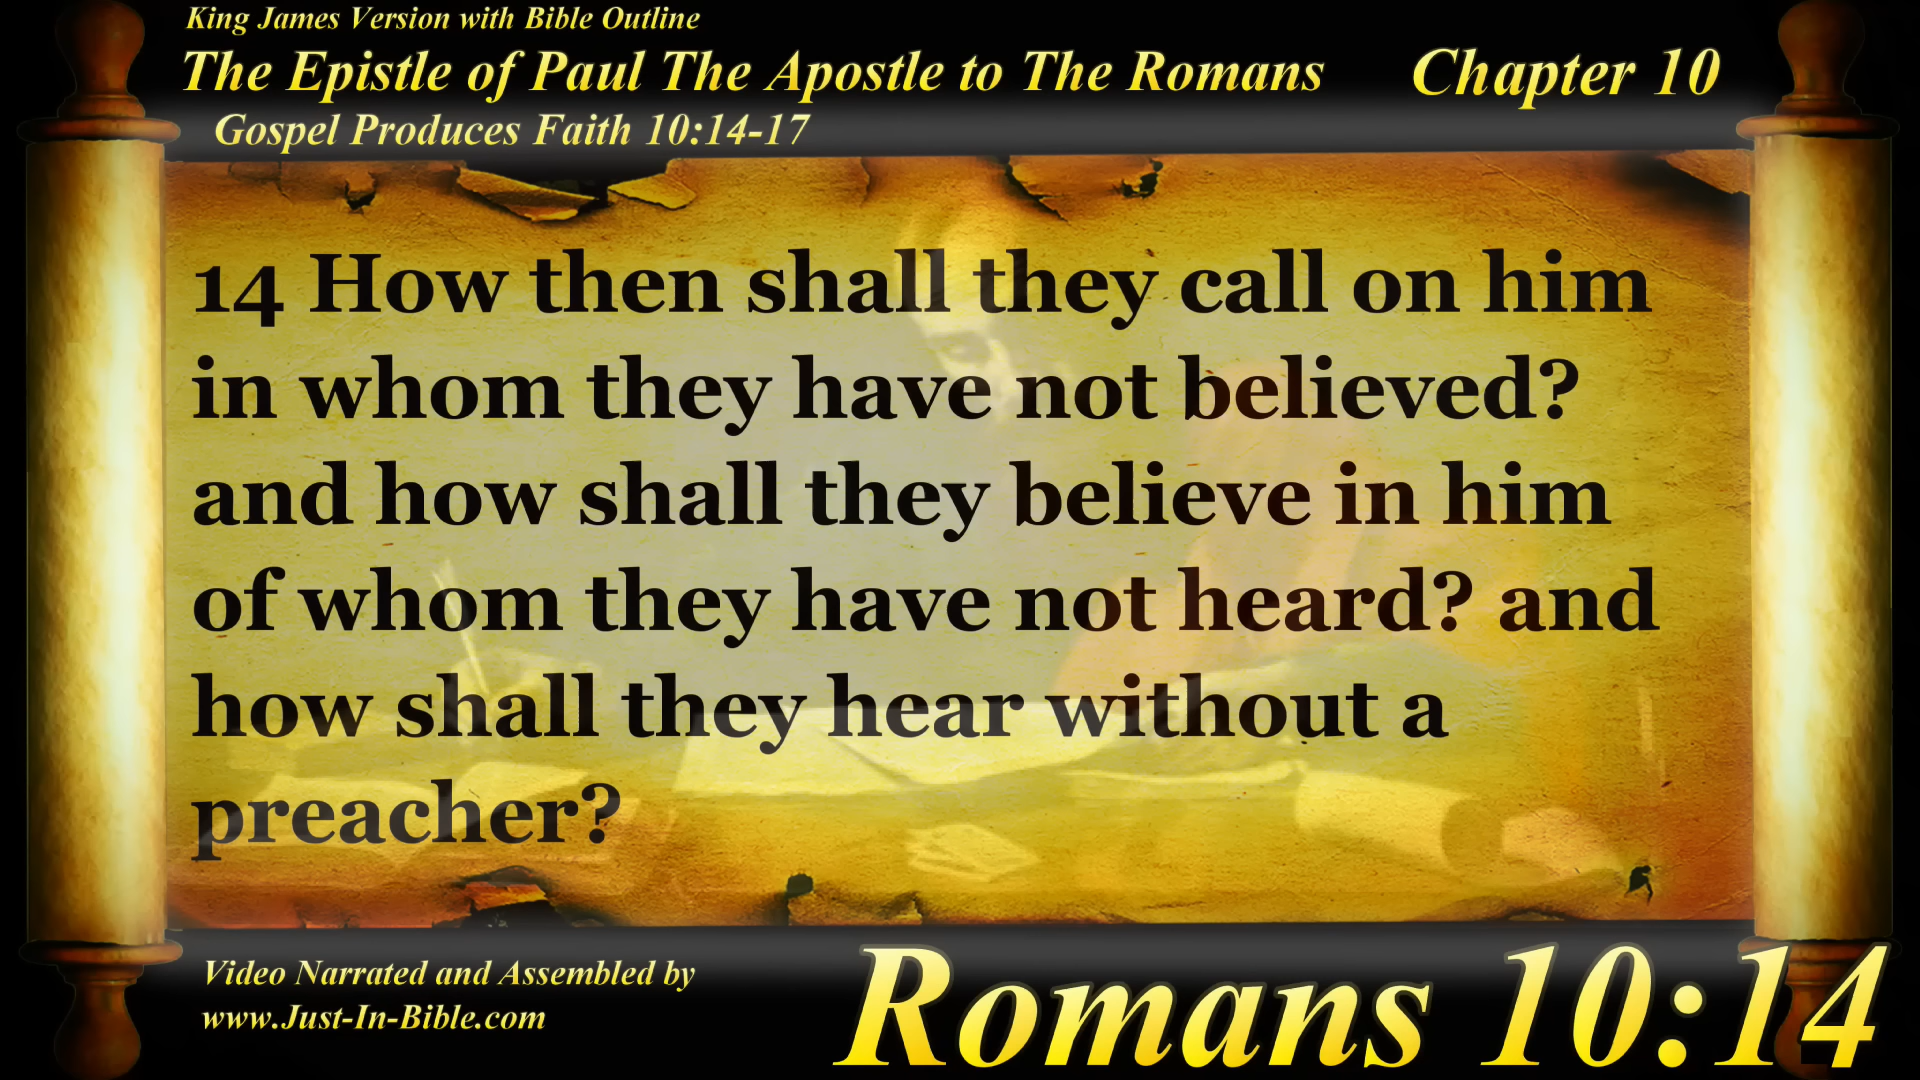 King James Version with Bible Outline
The Epistle of Paul The Apostle to The Romans Chapter 10
Gospel Produces Faith 10:14-17
14 How then shall they call on him
in whom they have not believed?
and how shall they believe in him
of whom they have not heard? and
how shall they hear without a
preacher?
Video Narrated and Assembled by
www.Just-In-Bible.com
Romans 10:14